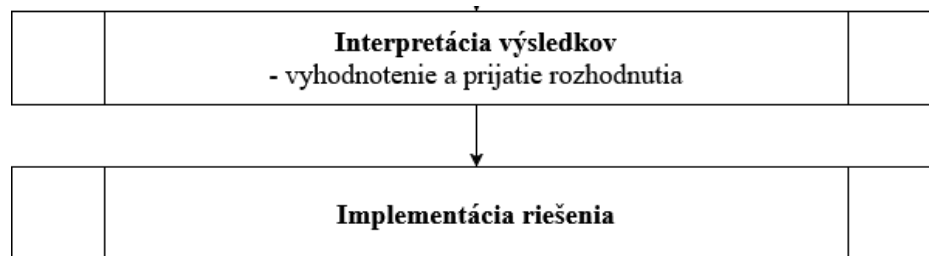 Interpretácia výsledkov
- vyhodnotenie a prijatie rozhodnutia
Implementácia riešenia